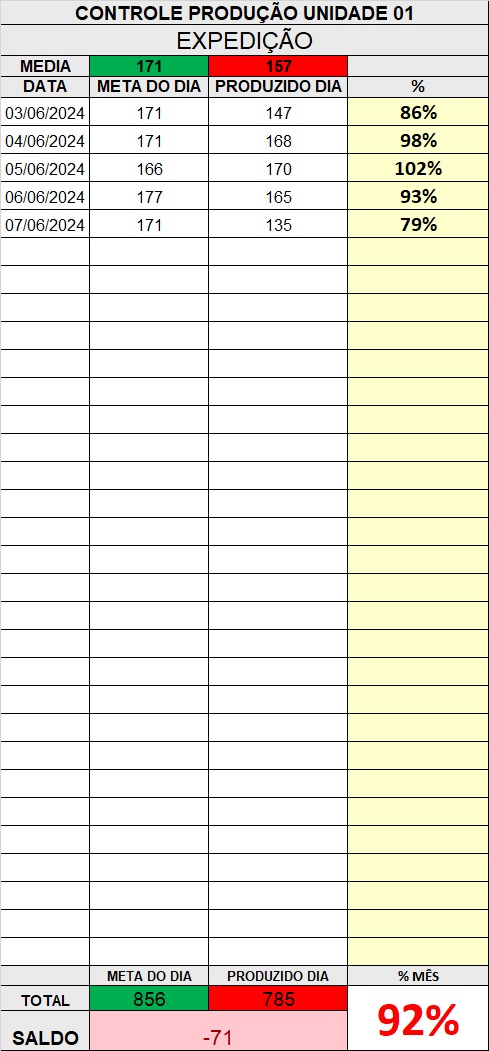 CONTROLE PRODUÇÃO UNIDADE 01
EXPEDIÇÃO
MEDIA 171 157
DATA META DO DIA PRODUZIDO DIA %
03/06/2024 171 147 86%
04/06/2024 171 168 98%
05/06/2024 166 170 102%
06/06/2024 177 165 93%
07/06/2024 171 135 79%
META DO DIA PRODUZIDO DIA % MÊS
TOTAL 856 785 92%
SALDO -71